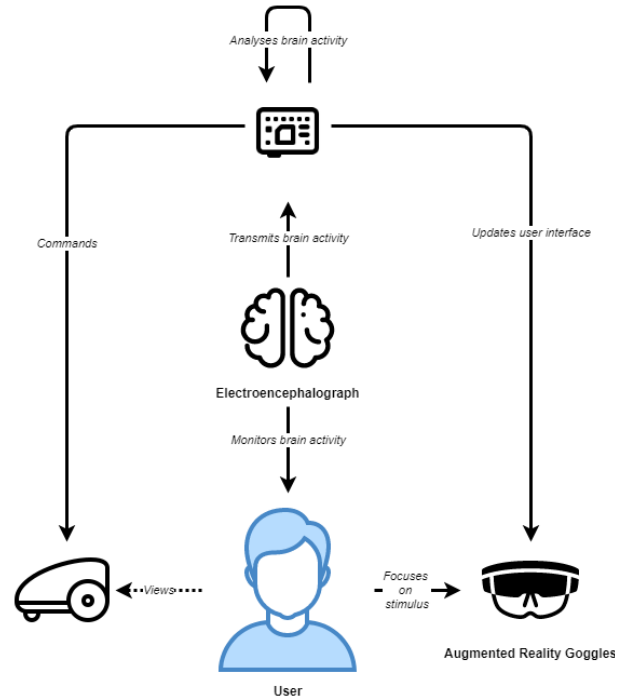 Analyses brain activity
Commands
Transmits brain activity
Updates user interface
Electroencephalograph
Monitors brain activity
Views
Focuses
on
stimulus
Augmented Reality Goggles
User